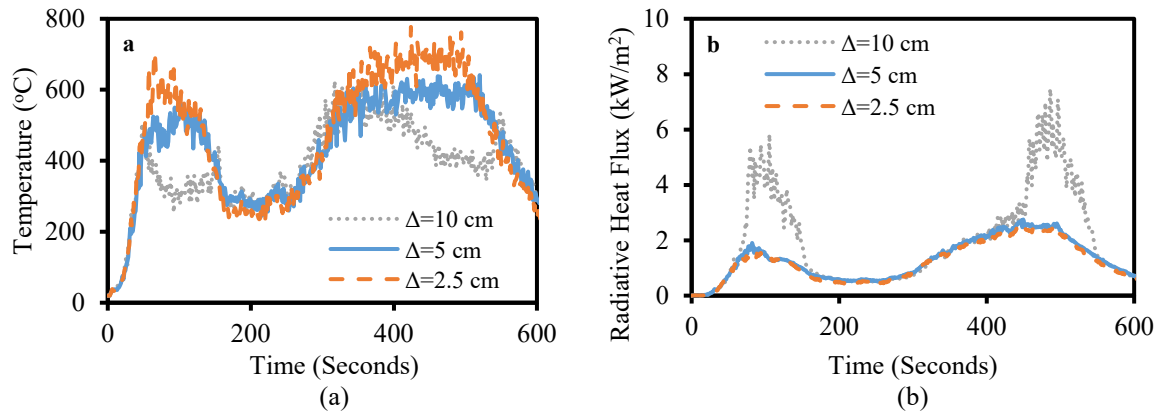 a
800
600
400
200
0
Temperature (ᵒC)
0 200 400 600
Time (Seconds)
Δ=10 cm
Δ=5 cm
Δ=2.5 cm
(a)
b
10
8
6
4
2
0
Radiative Heat Flux (kW/m²)
0 200 400 600
Time (Seconds)
Δ=10 cm
Δ=5 cm
Δ=2.5 cm
(b)